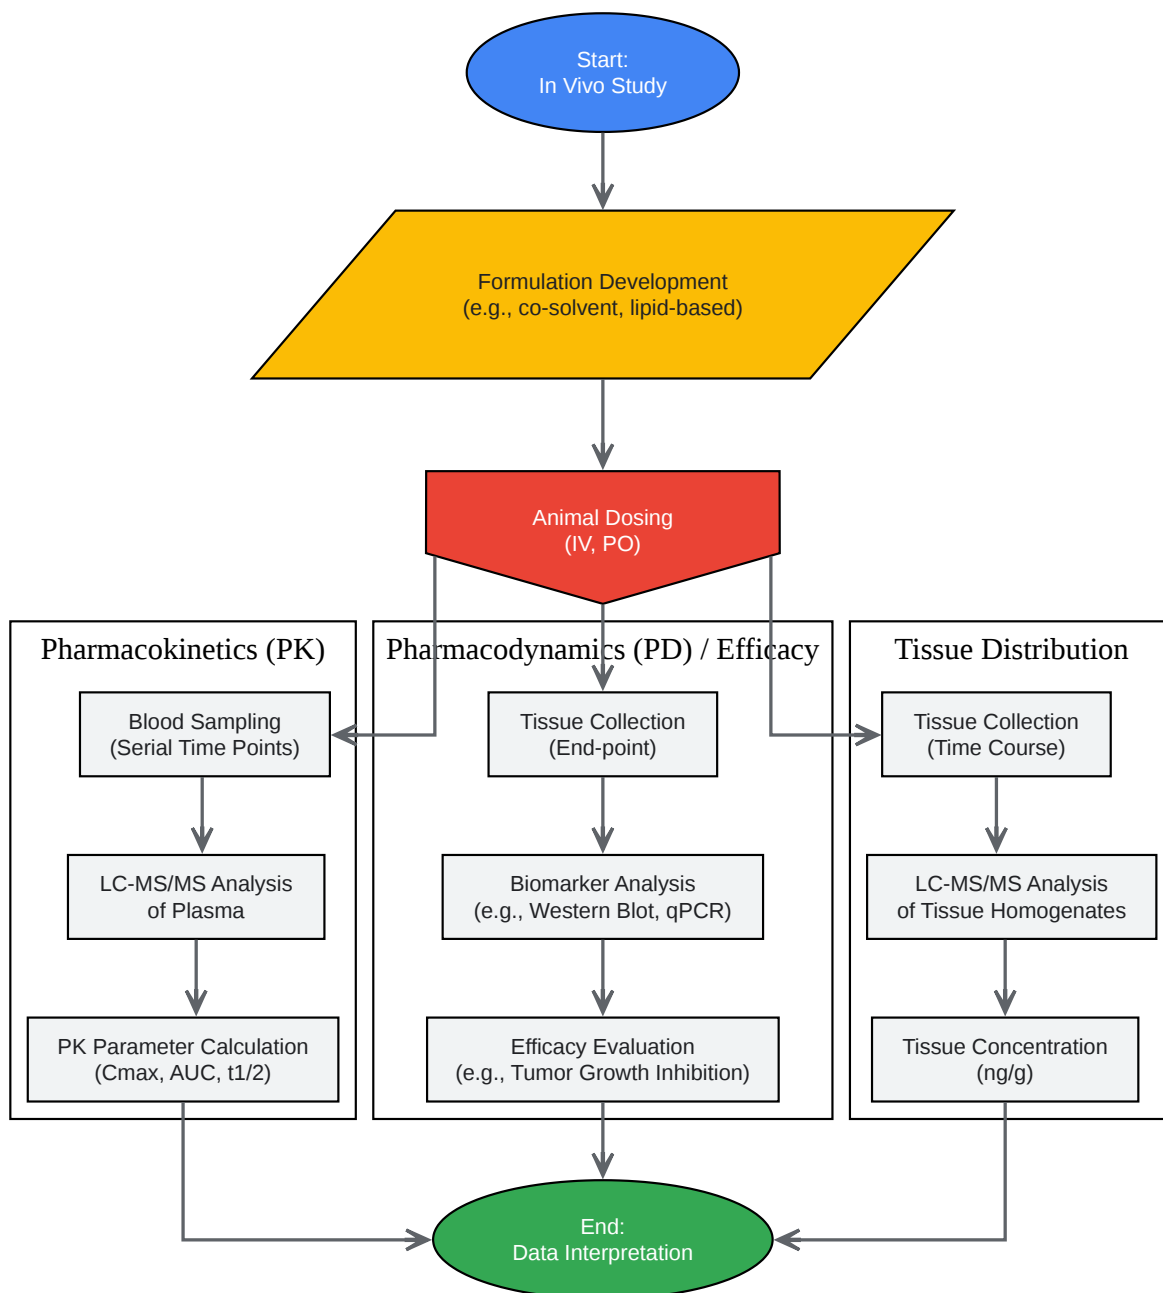 Start:
In Vivo Study
Formulation Development
(e.g., co-solvent, lipid-based)
Animal Dosing
(IV, PO)
Pharmacokinetics (PK)
Blood Sampling
(Serial Time Points)
LC-MS/MS Analysis
of Plasma
PK Parameter Calculation
(Cmax, AUC, t1/2)
Pharmacodynamics (PD) / Efficacy
Tissue Collection
(End-point)
Biomarker Analysis
(e.g., Western Blot, qPCR)
Efficacy Evaluation
(e.g., Tumor Growth Inhibition)
Tissue Distribution
Tissue Collection
(Time Course)
LC-MS/MS Analysis
of Tissue Homogenates
Tissue Concentration
(ng/g)
End:
Data Interpretation